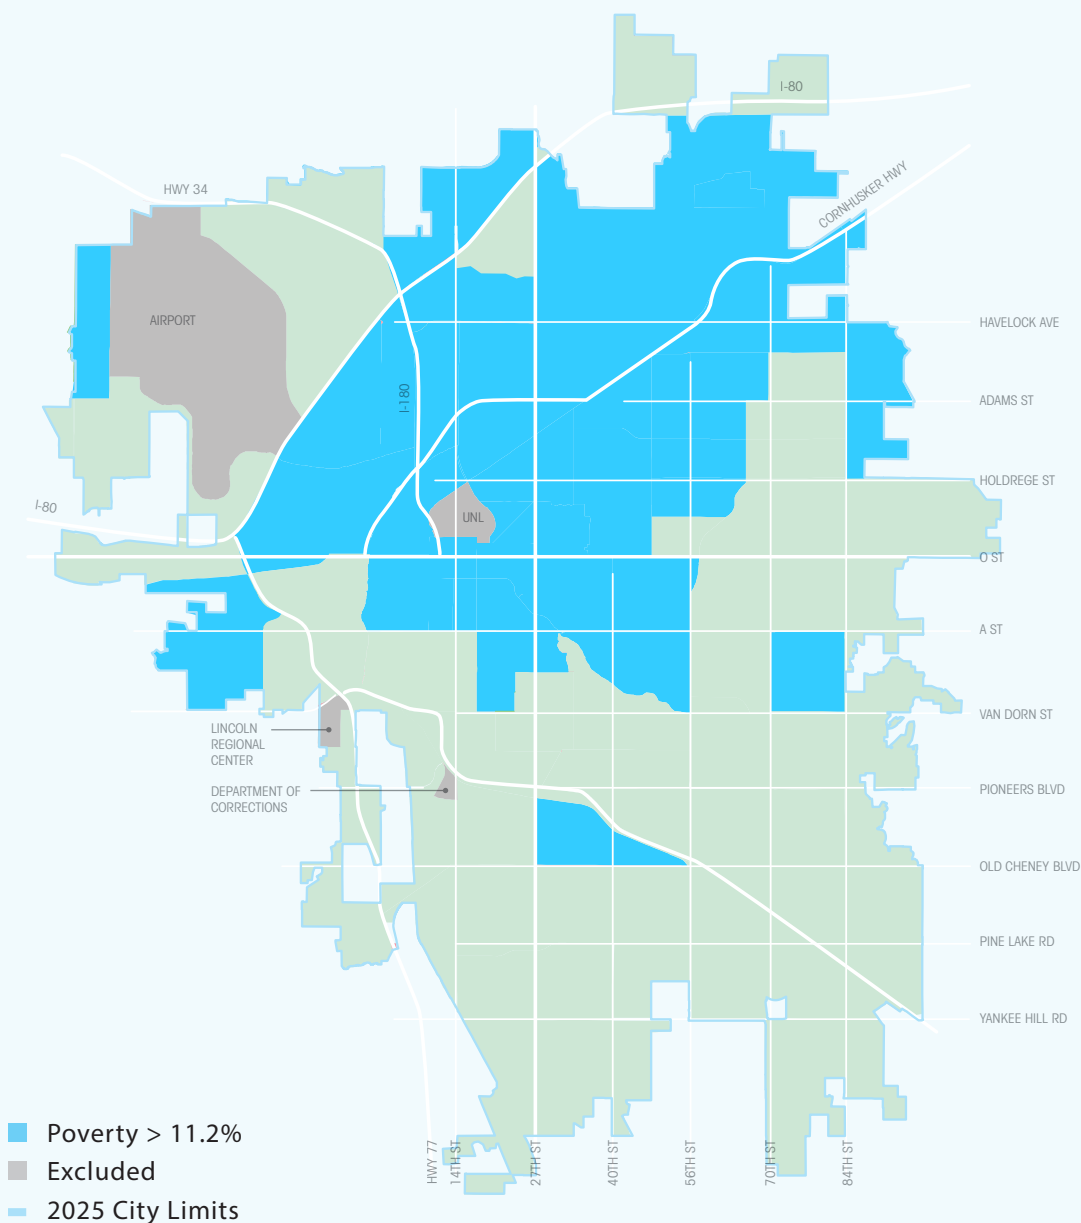 I-80
HWY 34
CORNHUSKER HWY
AIRPORT
HAVELOCK AVE
I-180
ADAMS ST
HOLDREGE ST
I-80
UNL
O ST
A ST
VAN DORN ST
LINCOLN
REGIONAL
CENTER
DEPARTMENT OF
CORRECTIONS
PIONEERS BLVD
OLD CHENEY BLVD
PINE LAKE RD
YANKEE HILL RD
HWY 77
14TH ST
27TH ST
40TH ST
56TH ST
70TH ST
84TH ST
Poverty > 11.2%
Excluded
2025 City Limits